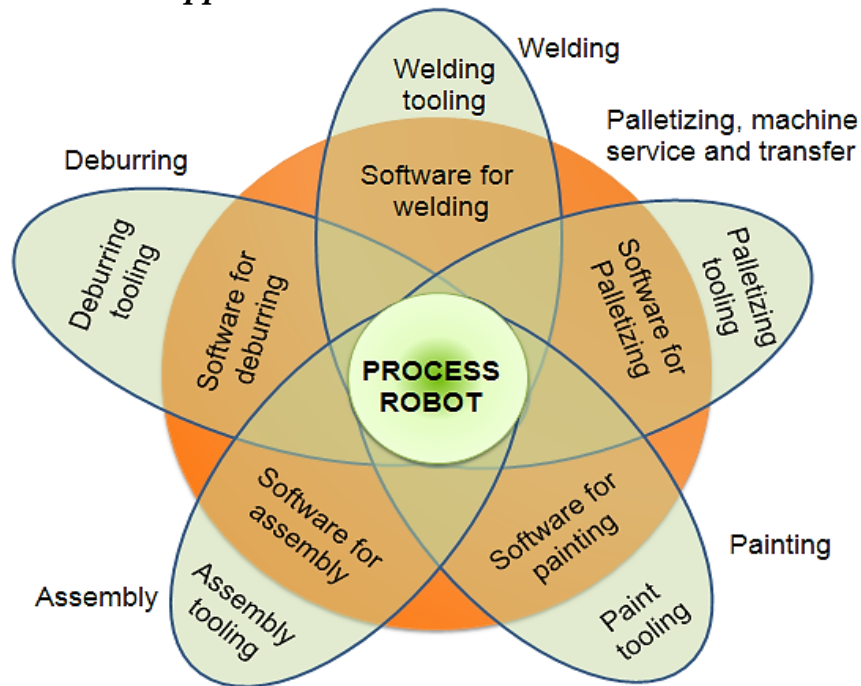 Welding
Welding
tooling
Software for
welding
Palletizing, machine
service and transfer
Deburring
Deburring
tooling
Software for
deburring
Software for
Palletizing
Palletizing
tooling
PROCESS
ROBOT
Software for
assembly
Assembly
tooling
Assembly
Software for
painting
Paint
tooling
Painting